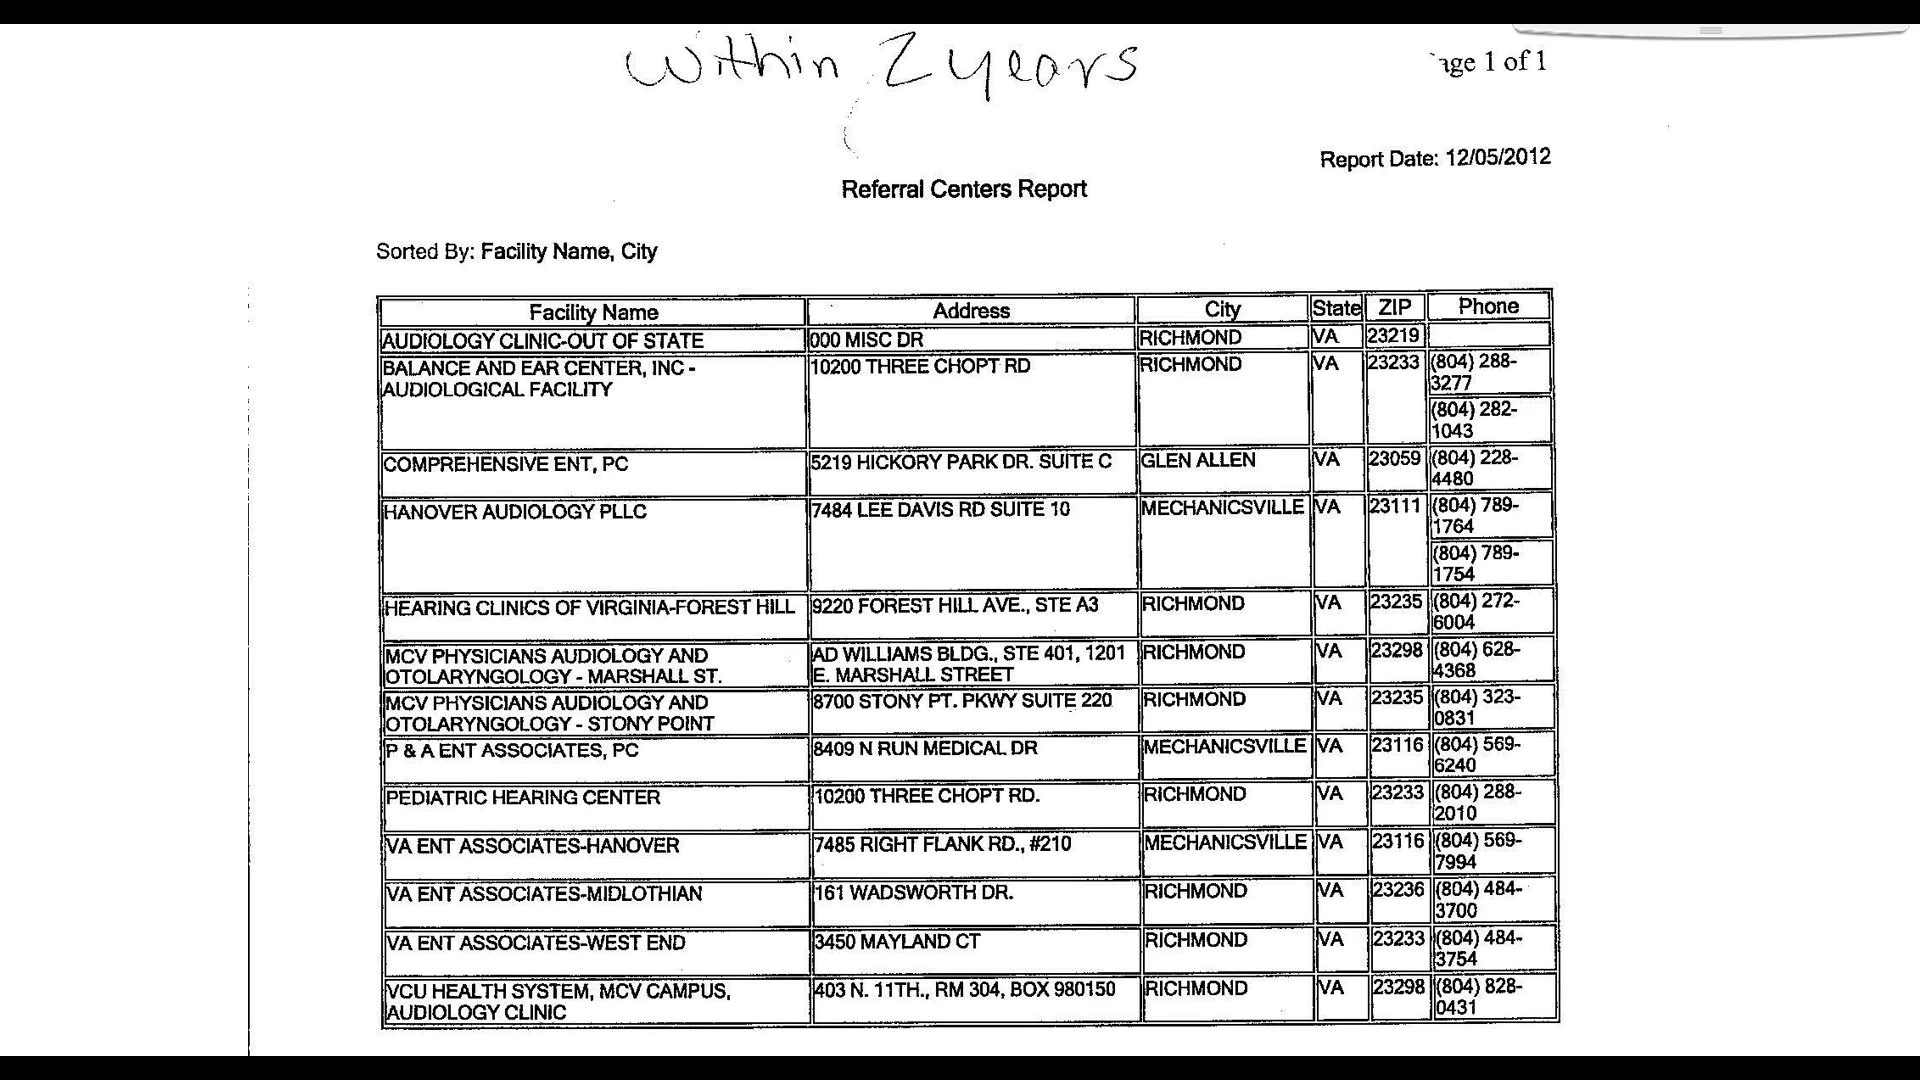 Within 2 years
age 1 of 1
Report Date: 12/05/2012
Referral Centers Report
Sorted By: Facility Name, City
Facility Name Address City State ZIP Phone
AUDIOLOGY CLINIC-OUT OF STATE 000 MISC DR RICHMOND VA 23219
BALANCE AND EAR CENTER, INC - 10200 THREE CHOPT RD RICHMOND VA 23233 (804) 288-
AUDIOLOGICAL FACILITY 3277
(804) 282-
1043
COMPREHENSIVE ENT, PC 5219 HICKORY PARK DR. SUITE C GLEN ALLEN VA 23059 (804) 228-
4480
HANOVER AUDIOLOGY PLLC 7484 LEE DAVIS RD SUITE 10 MECHANICSVILLE VA 23111 (804) 789-
1764
(804) 789-
1754
HEARING CLINICS OF VIRGINIA-FOREST HILL 9220 FOREST HILL AVE., STE A3 RICHMOND VA 23235 (804) 272-
6004
MCV PHYSICIANS AUDIOLOGY AND AD WILLIAMS BLDG., STE 401, 1201 RICHMOND VA 23298 (804) 628-
OTOLARYNGOLOGY - MARSHALL ST. E. MARSHALL STREET 4368
MCV PHYSICIANS AUDIOLOGY AND 8700 STONY PT. PKWY SUITE 220 RICHMOND VA 23235 (804) 323-
OTOLARYNGOLOGY - STONY POINT 0831
P & A ENT ASSOCIATES, PC 8409 N RUN MEDICAL DR MECHANICSVILLE VA 23116 (804) 569-
6240
PEDIATRIC HEARING CENTER 10200 THREE CHOPT RD. RICHMOND VA 23233 (804) 288-
2010
VA ENT ASSOCIATES-HANOVER 7485 RIGHT FLANK RD., #210 MECHANICSVILLE VA 23116 (804) 569-
7994
VA ENT ASSOCIATES-MIDLOTHIAN 161 WADSWORTH DR. RICHMOND VA 23236 (804) 484-
3700
VA ENT ASSOCIATES-WEST END 3450 MAYLAND CT RICHMOND VA 23233 (804) 484-
3754
VCU HEALTH SYSTEM, MCV CAMPUS, 403 N. 11TH., RM 304, BOX 980150 RICHMOND VA 23298 (804) 828-
AUDIOLOGY CLINIC 0431